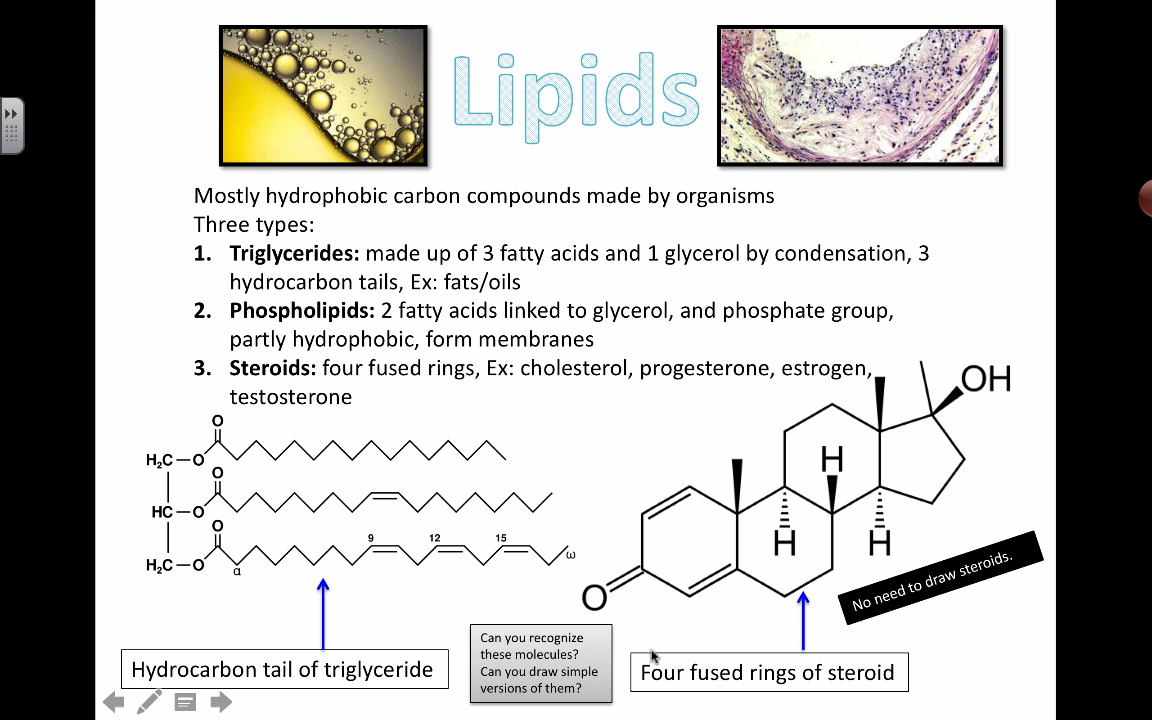 Lipids
Mostly hydrophobic carbon compounds made by organisms
Three types:
1. Triglycerides: made up of 3 fatty acids and 1 glycerol by condensation, 3
hydrocarbon tails, Ex: fats/oils
2. Phospholipids: 2 fatty acids linked to glycerol, and phosphate group,
partly hydrophobic, form membranes
3. Steroids: four fused rings, Ex: cholesterol, progesterone, estrogen,
testosterone
O
H₂C—O
O
HC—O
O
9 12 15
H₂C—O
α
ω
OH
H
H
H
O
No need to draw steroids.
Hydrocarbon tail of triglyceride
Can you recognize
these molecules?
Can you draw simple
versions of them?
Four fused rings of steroid